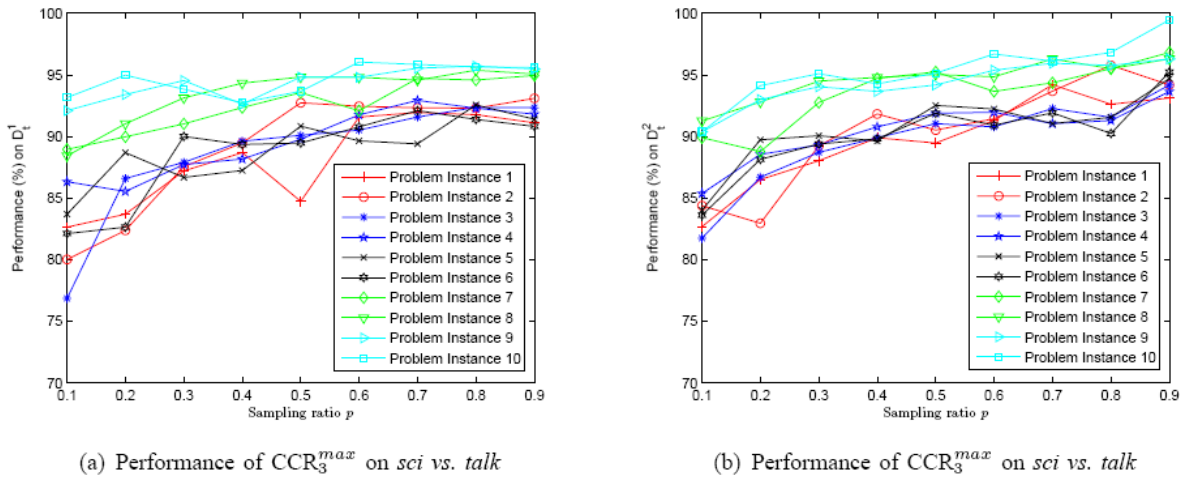 100
95
90
85
80
75
70
Performance (%) on D_t^1
0.1 0.2 0.3 0.4 0.5 0.6 0.7 0.8 0.9
Sampling ratio p
Problem Instance 1
Problem Instance 2
Problem Instance 3
Problem Instance 4
Problem Instance 5
Problem Instance 6
Problem Instance 7
Problem Instance 8
Problem Instance 9
Problem Instance 10
(a) Performance of CCR_3^max on sci vs. talk
100
95
90
85
80
75
70
Performance (%) on D_t^2
0.1 0.2 0.3 0.4 0.5 0.6 0.7 0.8 0.9
Sampling ratio p
Problem Instance 1
Problem Instance 2
Problem Instance 3
Problem Instance 4
Problem Instance 5
Problem Instance 6
Problem Instance 7
Problem Instance 8
Problem Instance 9
Problem Instance 10
(b) Performance of CCR_3^max on sci vs. talk